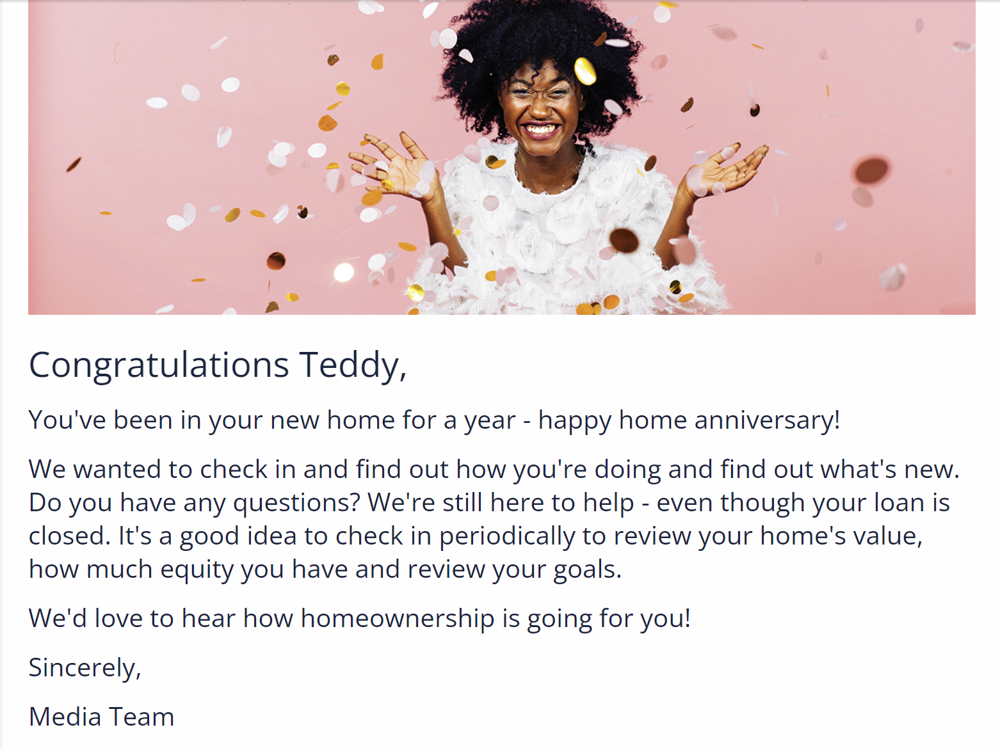 Congratulations Teddy,
You've been in your new home for a year - happy home anniversary!
We wanted to check in and find out how you're doing and find out what's new.
Do you have any questions? We're still here to help - even though your loan is
closed. It's a good idea to check in periodically to review your home's value,
how much equity you have and review your goals.
We'd love to hear how homeownership is going for you!
Sincerely,
Media Team